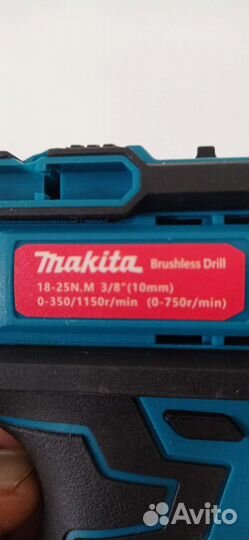 makita Brushless Drill
18-25N.M 3/8"(10mm)
0-350/1150r/min (0-750r/min)
Avito